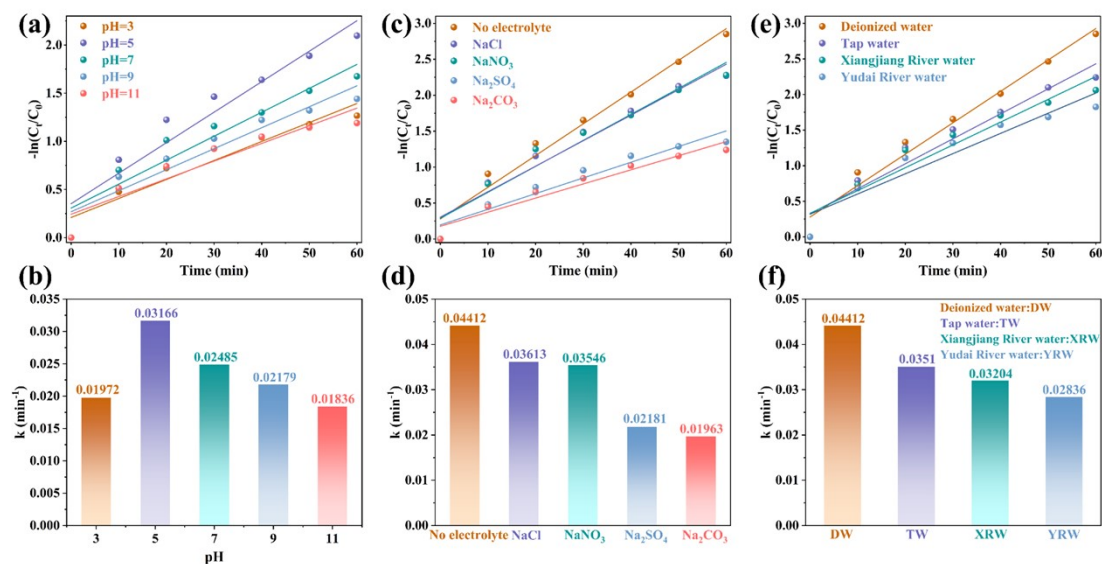 (a)
pH=3
pH=5
pH=7
pH=9
pH=11
-ln(Cₜ/C₀)
2.0
1.5
1.0
0.5
0.0
0 10 20 30 40 50 60
Time (min)
(c)
No electrolyte
NaCl
NaNO₃
Na₂SO₄
Na₂CO₃
-ln(Cₜ/C₀)
3.0
2.5
2.0
1.5
1.0
0.5
0.0
0 10 20 30 40 50 60
Time (min)
(e)
Deionized water
Tap water
Xiangjiang River water
Yudai River water
-ln(Cₜ/C₀)
3.0
2.5
2.0
1.5
1.0
0.5
0.0
0 10 20 30 40 50 60
Time (min)
(b)
k (min⁻¹)
0.035
0.030
0.025
0.020
0.015
0.010
0.005
0.000
0.01972
0.03166
0.02485
0.02179
0.01836
3 5 7 9 11
pH
(d)
k (min⁻¹)
0.05
0.04
0.03
0.02
0.01
0.00
0.04412
0.03613
0.03546
0.02181
0.01963
No electrolyte NaCl NaNO₃ Na₂SO₄ Na₂CO₃
(f)
Deionized water:DW
Tap water:TW
Xiangjiang River water:XRW
Yudai River water:YRW
k (min⁻¹)
0.05
0.04
0.03
0.02
0.01
0.00
0.04412
0.0351
0.03204
0.02836
DW TW XRW YRW